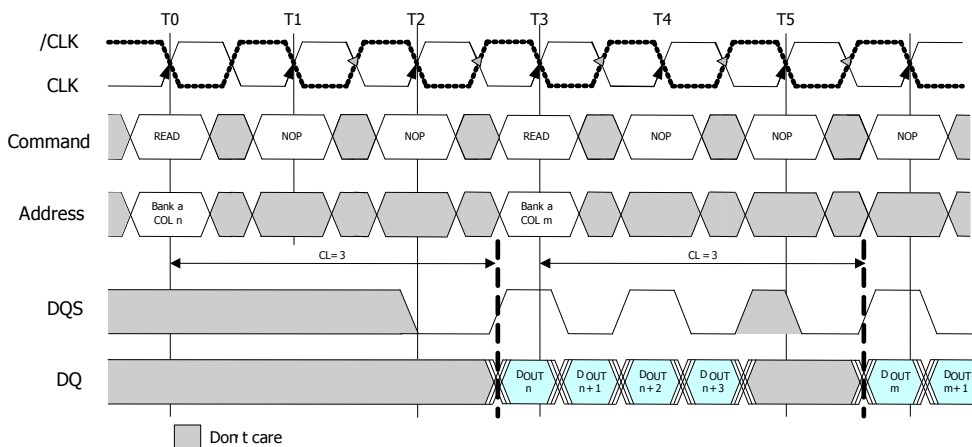 T0 T1 T2 T3 T4 T5
/CLK
CLK
Command READ NOP NOP READ NOP NOP NOP
Address Bank a COL n Bank a COL m
CL= 3 CL = 3
DQS
DQ DOUT n DOUT n + 1 DOUT n + 2 DOUT n + 3 DOUT m DOUT m + 1
Don't care